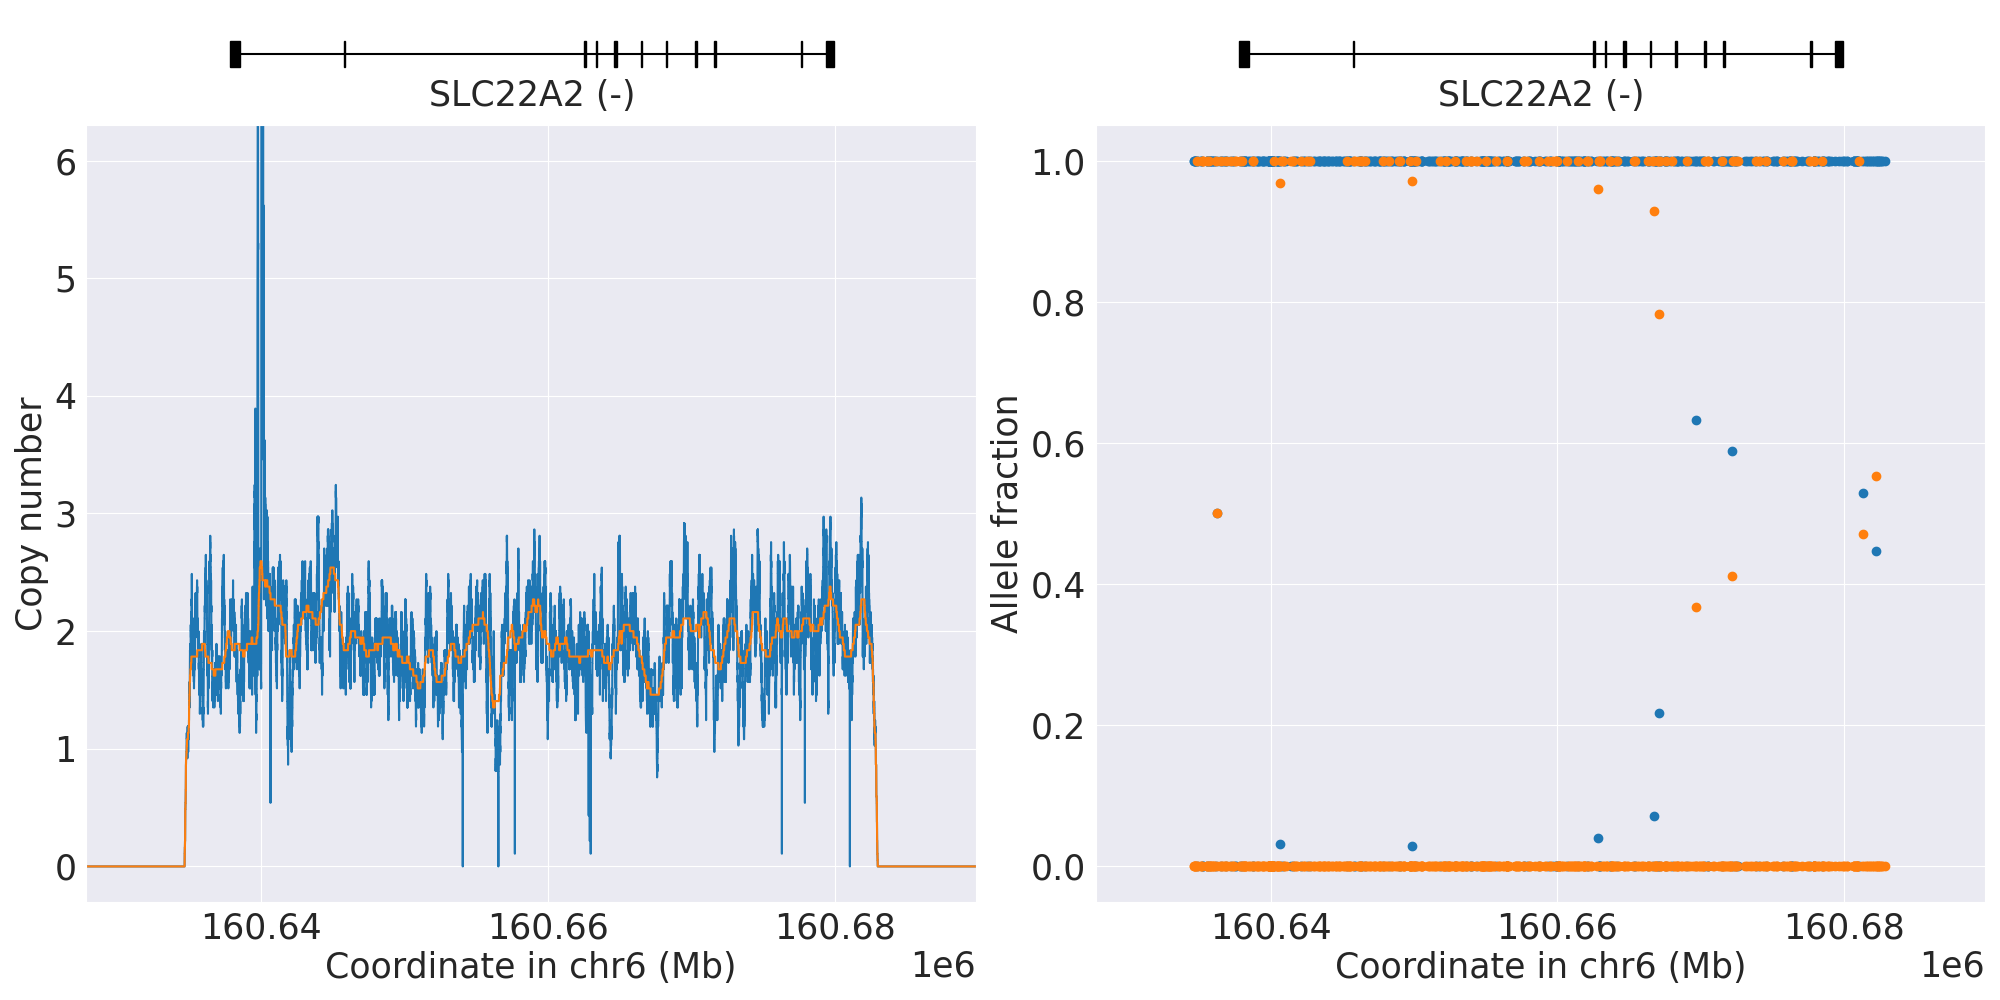 SLC22A2 (-)
6
5
4
3
2
1
0
Copy number
160.64
160.66
160.68
Coordinate in chr6 (Mb)
1e6
SLC22A2 (-)
1.0
0.8
0.6
0.4
0.2
0.0
Allele fraction
160.64
160.66
160.68
Coordinate in chr6 (Mb)
1e6